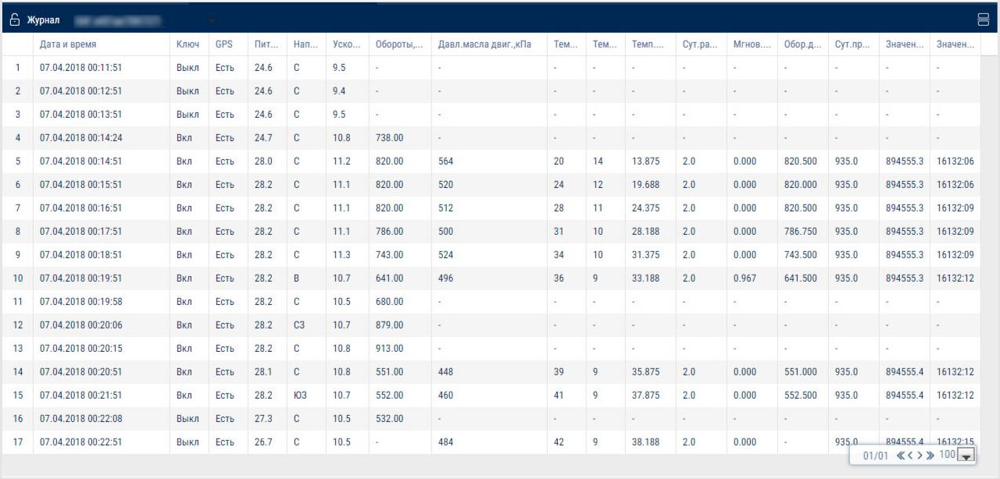 Журнал
Дата и время Ключ GPS Пит... Нап... Уско... Обороты,... Давл.масла двиг.,кПа Тем... Тем... Темп.... Сут.ра... Мгнов.... Обор.д... Сут.пр... Значен... Значен...
1 07.04.2018 00:11:51 Выкл Есть 24.6 С 9.5 - - - - - - - - - - -
2 07.04.2018 00:12:51 Выкл Есть 24.6 С 9.4 - - - - - - - - - - -
3 07.04.2018 00:13:51 Выкл Есть 24.6 С 9.5 - - - - - - - - - - -
4 07.04.2018 00:14:24 Вкл Есть 24.7 С 10.8 738.00 - - - - - - - - - -
5 07.04.2018 00:14:51 Вкл Есть 28.0 С 11.2 820.00 564 20 14 13.875 2.0 0.000 820.500 935.0 894555.3 16132:06
6 07.04.2018 00:15:51 Вкл Есть 28.2 С 11.1 820.00 520 24 12 19.688 2.0 0.000 820.000 935.0 894555.3 16132:06
7 07.04.2018 00:16:51 Вкл Есть 28.2 С 11.1 820.00 512 28 11 24.375 2.0 0.000 820.500 935.0 894555.3 16132:09
8 07.04.2018 00:17:51 Вкл Есть 28.2 С 11.1 786.00 500 31 10 28.188 2.0 0.000 786.750 935.0 894555.3 16132:09
9 07.04.2018 00:18:51 Вкл Есть 28.2 С 11.3 743.00 524 34 10 31.375 2.0 0.000 743.500 935.0 894555.3 16132:09
10 07.04.2018 00:19:51 Вкл Есть 28.2 В 10.7 641.00 496 36 9 33.188 2.0 0.967 641.500 935.0 894555.3 16132:12
11 07.04.2018 00:19:58 Вкл Есть 28.2 С 10.5 680.00 - - - - - - - - - -
12 07.04.2018 00:20:06 Вкл Есть 28.2 СЗ 10.7 879.00 - - - - - - - - - -
13 07.04.2018 00:20:15 Вкл Есть 28.2 С 10.8 913.00 - - - - - - - - - -
14 07.04.2018 00:20:51 Вкл Есть 28.1 С 10.8 551.00 448 39 9 35.875 2.0 0.000 551.000 935.0 894555.4 16132:12
15 07.04.2018 00:21:51 Вкл Есть 28.2 ЮЗ 10.7 552.00 460 41 9 37.875 2.0 0.000 552.500 935.0 894555.4 16132:12
16 07.04.2018 00:22:08 Выкл Есть 27.3 С 10.5 532.00 - - - - - - - - - -
17 07.04.2018 00:22:51 Выкл Есть 26.7 С 10.5 - 484 42 9 38.188 2.0 0.000 - 935.0 894555.4 16132:15
01/01 100